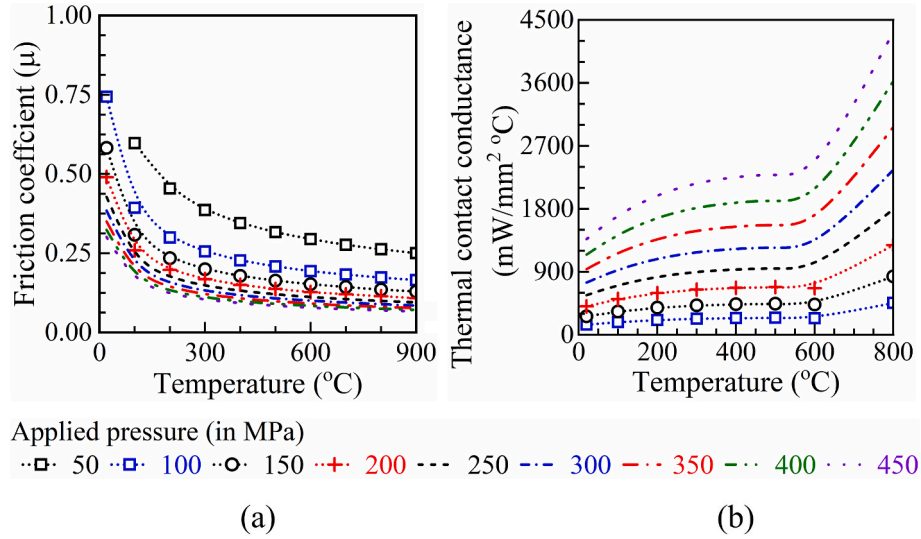 1.00
0.75
0.50
0.25
0.00
Friction coeffcient (μ)
0 300 600 900
Temperature (°C)
4500
3600
2700
1800
900
0
Thermal contact conductance
(mW/mm² °C)
0 200 400 600 800
Temperature (°C)
Applied pressure (in MPa)
50 100 150 200 250 300 350 400 450
(a) (b)